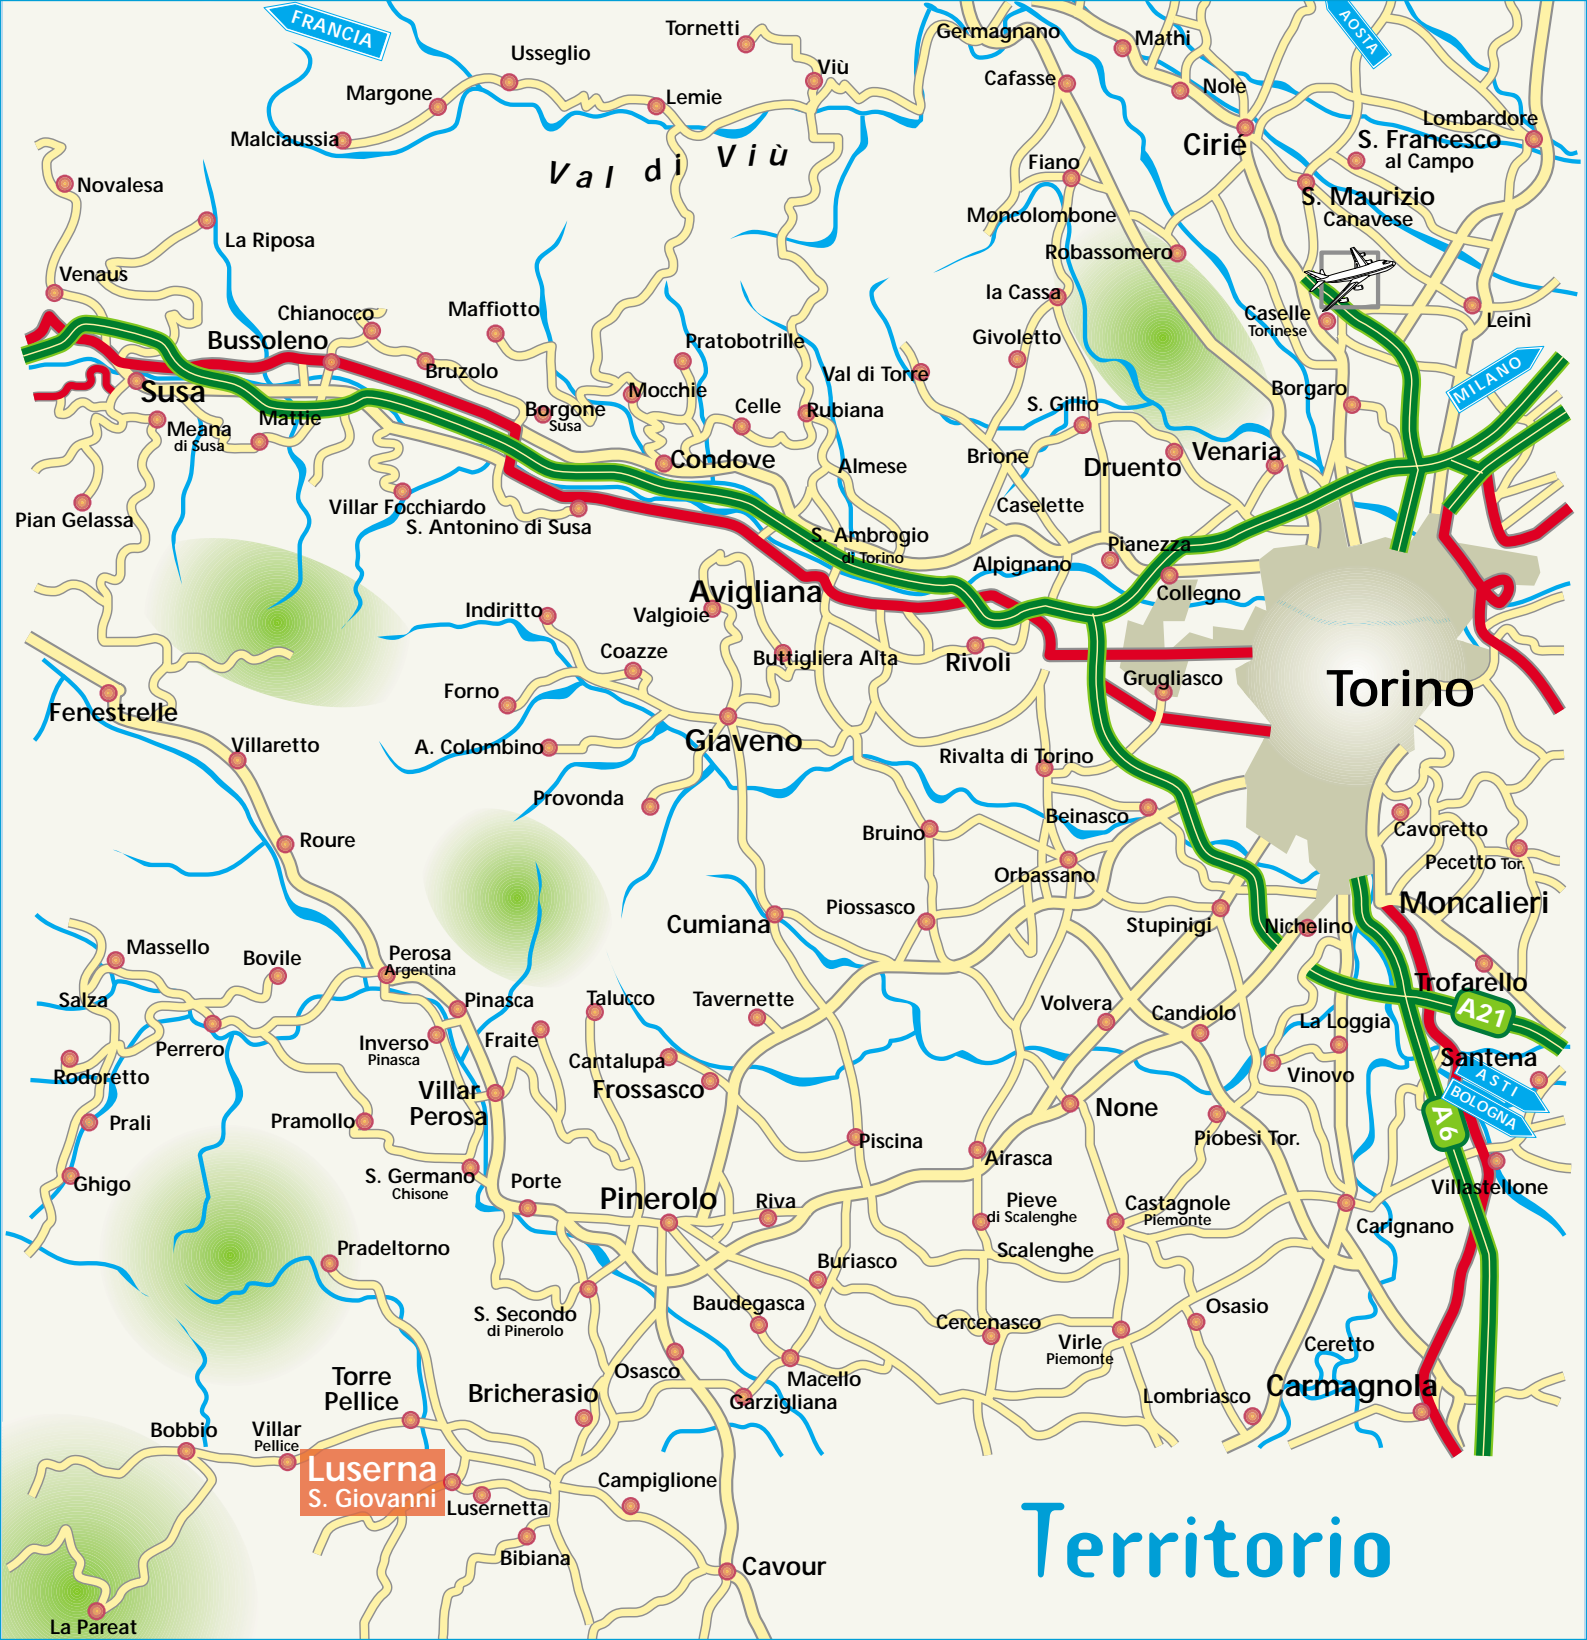 FRANCIA
AOSTA
Tornetti
Germagnano
Mathi
Usseglio
Viù
Cafasse
Nole
Margone
Lemie
Lombardore
Malciaussia
Cirié
S. Francesco
al Campo
Val di Viù
Fiano
Novalesa
S. Maurizio
Canavese
Moncolombone
La Riposa
Robassomero
Venaus
la Cassa
Chianocco
Maffiotto
Caselle
Torinese
Leinì
Bussoleno
Pratobotrille
Givoletto
MILANO
Bruzolo
Val di Torre
Susa
Mocchie
Borgaro
Mattie
Borgone
Susa
Celle
Rubiana
S. Gillio
Meana
di Susa
Condove
Almese
Brione
Druento
Venaria
Pian Gelassa
Villar Focchiardo
S. Antonino di Susa
Caselette
S. Ambrogio
di Torino
Pianezza
Alpignano
Avigliana
Collegno
Indiritto
Valgioie
Coazze
Buttigliera Alta
Rivoli
Grugliasco
Torino
Forno
Fenestrelle
Villaretto
A. Colombino
Giaveno
Rivalta di Torino
Provonda
Beinasco
Cavoretto
Roure
Bruino
Pecetto Tor.
Orbassano
Moncalieri
Piossasco
Cumiana
Stupinigi
Nichelino
Massello
Bovile
Perosa
Argentina
Trofarello
Salza
Pinasca
Talucco
Tavernette
Volvera
Candiolo
La Loggia
A21
Perrero
Inverso
Pinasca
Fraite
Santena
Rodoretto
Cantalupa
Frossasco
Vinovo
ASTI
BOLOGNA
Villar
Perosa
None
A6
Prali
Pramollo
Piscina
Piobesi Tor.
Airasca
Ghigo
S. Germano
Chisone
Porte
Pinerolo
Riva
Pieve
di Scalenghe
Castagnole
Piemonte
Villastellone
Carignano
Pradeltorno
Scalenghe
Buriasco
S. Secondo
di Pinerolo
Baudegasca
Cercenasco
Osasio
Virle
Piemonte
Ceretto
Torre
Pellice
Osasco
Macello
Bricherasio
Garzigliana
Lombriasco
Carmagnola
Bobbio
Villar
Pellice
Luserna
S. Giovanni
Lusernetta
Campiglione
Bibiana
Cavour
Territorio
La Pareat